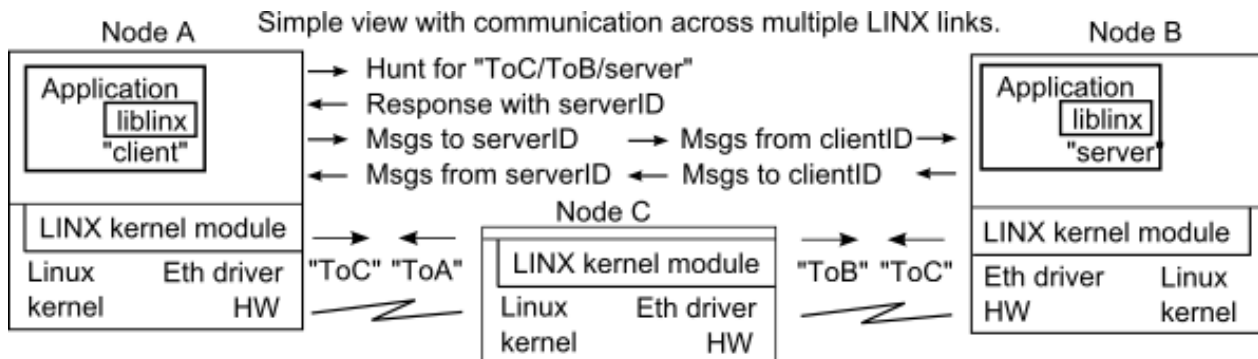 Simple view with communication across multiple LINX links.
Node A
Node B
Application
liblinx
"client"
Hunt for "ToC/ToB/server"
Response with serverID
Msgs to serverID
Msgs from clientID
Msgs from serverID
Msgs to clientID
Application
liblinx
"server"
Node C
LINX kernel module
Linux
Eth driver
kernel
HW
"ToC"
"ToA"
LINX kernel module
Linux
Eth driver
kernel
HW
"ToB"
"ToC"
LINX kernel module
Eth driver
Linux
HW
kernel